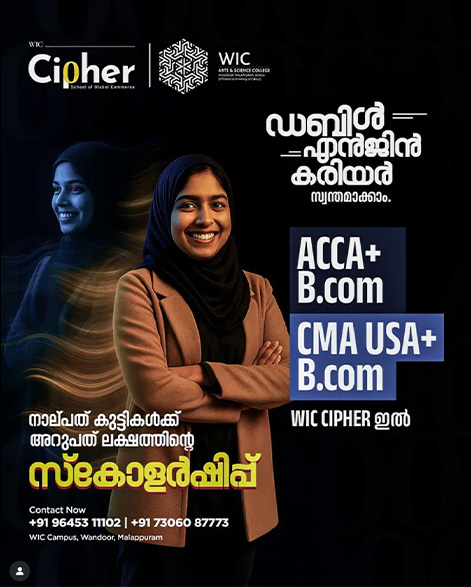 WIC
Cipher
School of Global Commerce
WIC
ARTS & SCIENCE COLLEGE
ഡബിൾ
എൻജിൻ
കരിയർ
സ്വന്തമാക്കാം.
ACCA+
B.com
CMA USA+
B.com
WIC CIPHER ഇൽ
നാല്പത് കുട്ടികൾക്ക്
അറുപത് ലക്ഷത്തിന്റെ
സ്കോളർഷിപ്പ്
Contact Now
+91 96453 11102 | +91 73060 87773
WIC Campus, Wandoor, Malappuram